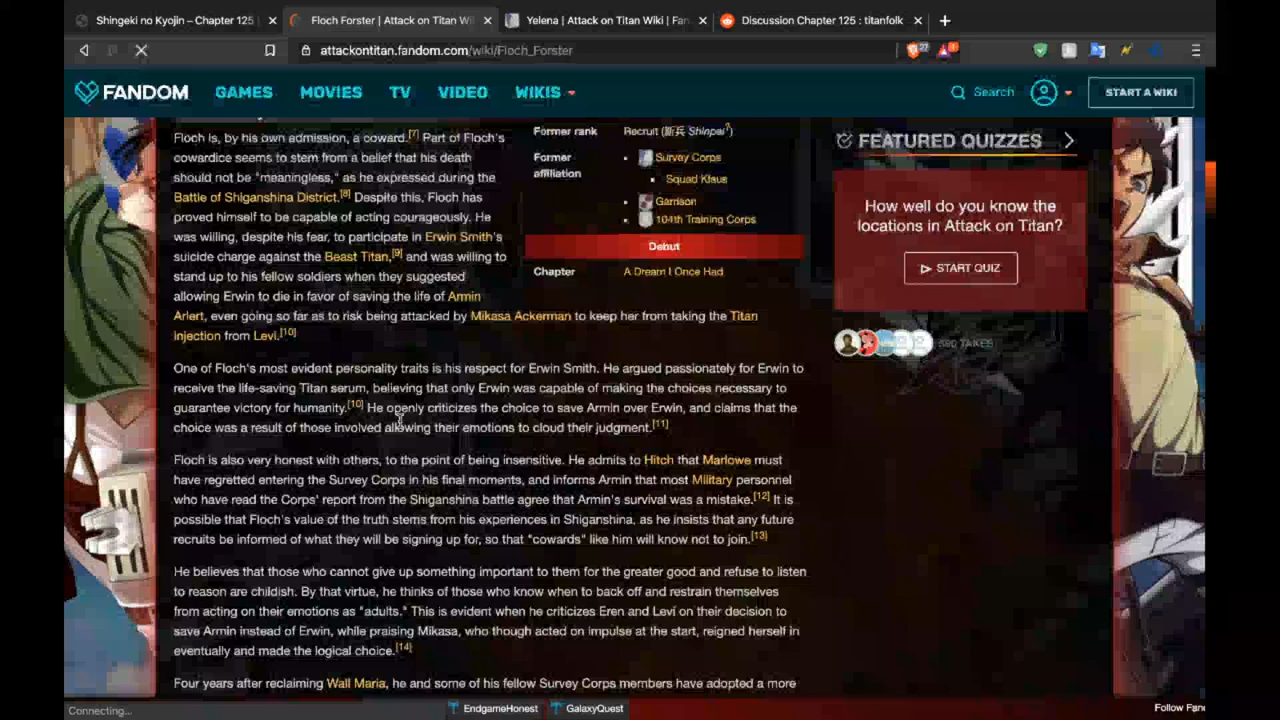 Shingeki no Kyojin – Chapter 125 |
Floch Forster | Attack on Titan Wi
Yelena | Attack on Titan Wiki | Fan
Discussion Chapter 125 : titanfolk
attackontitan.fandom.com/wiki/Floch_Forster
27
FANDOM
GAMES
MOVIES
TV
VIDEO
WIKIS
Search
START A WIKI
Floch is, by his own admission, a coward.[7] Part of Floch's
cowardice seems to stem from a belief that his death
should not be "meaningless," as he expressed during the
Battle of Shiganshina District.[8] Despite this, Floch has
proved himself to be capable of acting courageously. He
was willing, despite his fear, to participate in Erwin Smith's
suicide charge against the Beast Titan,[9] and was willing to
stand up to his fellow soldiers when they suggested
allowing Erwin to die in favor of saving the life of Armin
Arlert, even going so far as to risk being attacked by Mikasa Ackerman to keep her from taking the Titan
injection from Levi.[10]
One of Floch's most evident personality traits is his respect for Erwin Smith. He argued passionately for Erwin to
receive the life-saving Titan serum, believing that only Erwin was capable of making the choices necessary to
guarantee victory for humanity.[10] He openly criticizes the choice to save Armin over Erwin, and claims that the
choice was a result of those involved allowing their emotions to cloud their judgment.[11]
Floch is also very honest with others, to the point of being insensitive. He admits to Hitch that Marlowe must
have regretted entering the Survey Corps in his final moments, and informs Armin that most Military personnel
who have read the Corps' report from the Shiganshina battle agree that Armin's survival was a mistake.[12] It is
possible that Floch's value of the truth stems from his experiences in Shiganshina, as he insists that any future
recruits be informed of what they will be signing up for, so that "cowards" like him will know not to join.[13]
He believes that those who cannot give up something important to them for the greater good and refuse to listen
to reason are childish. By that virtue, he thinks of those who know when to back off and restrain themselves
from acting on their emotions as "adults." This is evident when he criticizes Eren and Levi on their decision to
save Armin instead of Erwin, while praising Mikasa, who though acted on impulse at the start, reigned herself in
eventually and made the logical choice.[14]
Four years after reclaiming Wall Maria, he and some of his fellow Survey Corps members have adopted a more
Former rank
Recruit (新兵 Shinpei?)
Former
affiliation
Survey Corps
Squad Klaus
Garrison
104th Training Corps
Debut
Chapter
A Dream I Once Had
FEATURED QUIZZES
How well do you know the
locations in Attack on Titan?
START QUIZ
TAKES
Connecting...
EndgameHonest
GalaxyQuest
Follow Fan